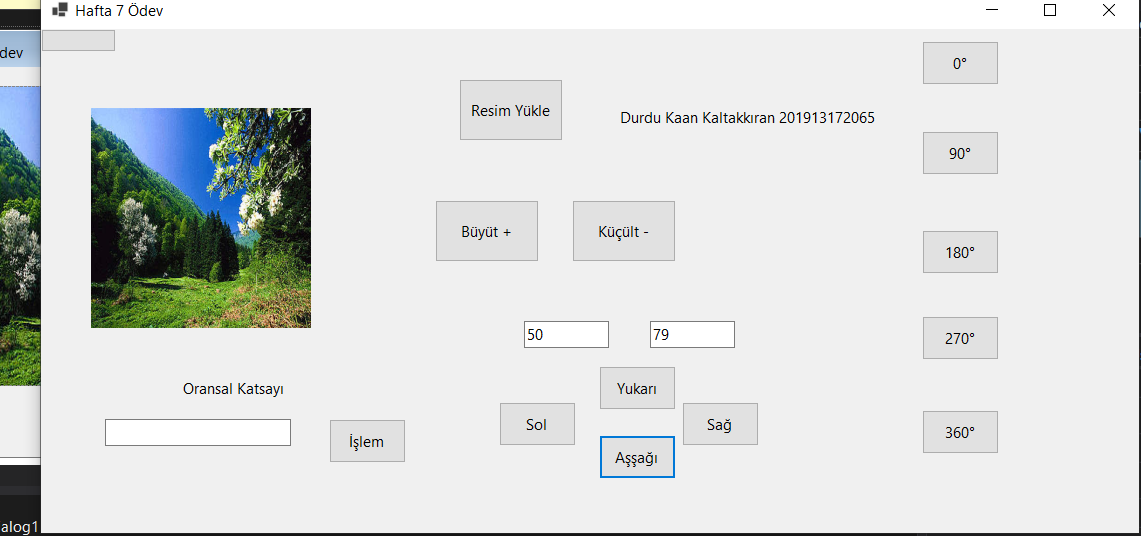 Hafta 7 Ödev
dev
0°
Resim Yükle
Durdu Kaan Kaltakkıran 201913172065
90°
Büyüt +
Küçült -
180°
50
79
270°
Oransal Katsayı
Yukarı
Sol
Sağ
İşlem
Aşşağı
360°
alog1